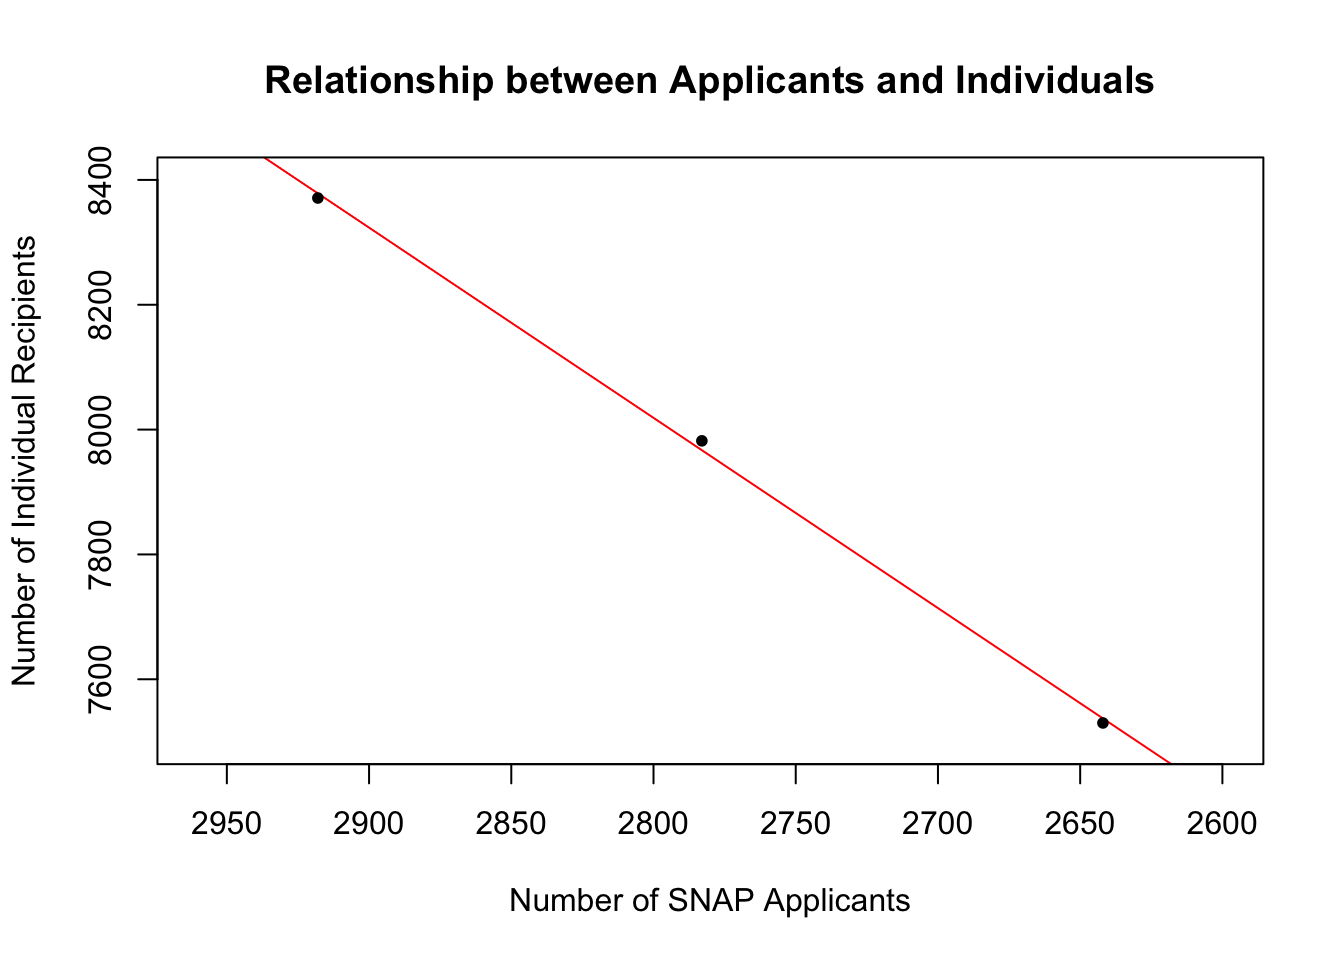 Relationship between Applicants and Individuals
Number of Individual Recipients
8400
8200
8000
7800
7600
2950 2900 2850 2800 2750 2700 2650 2600
Number of SNAP Applicants